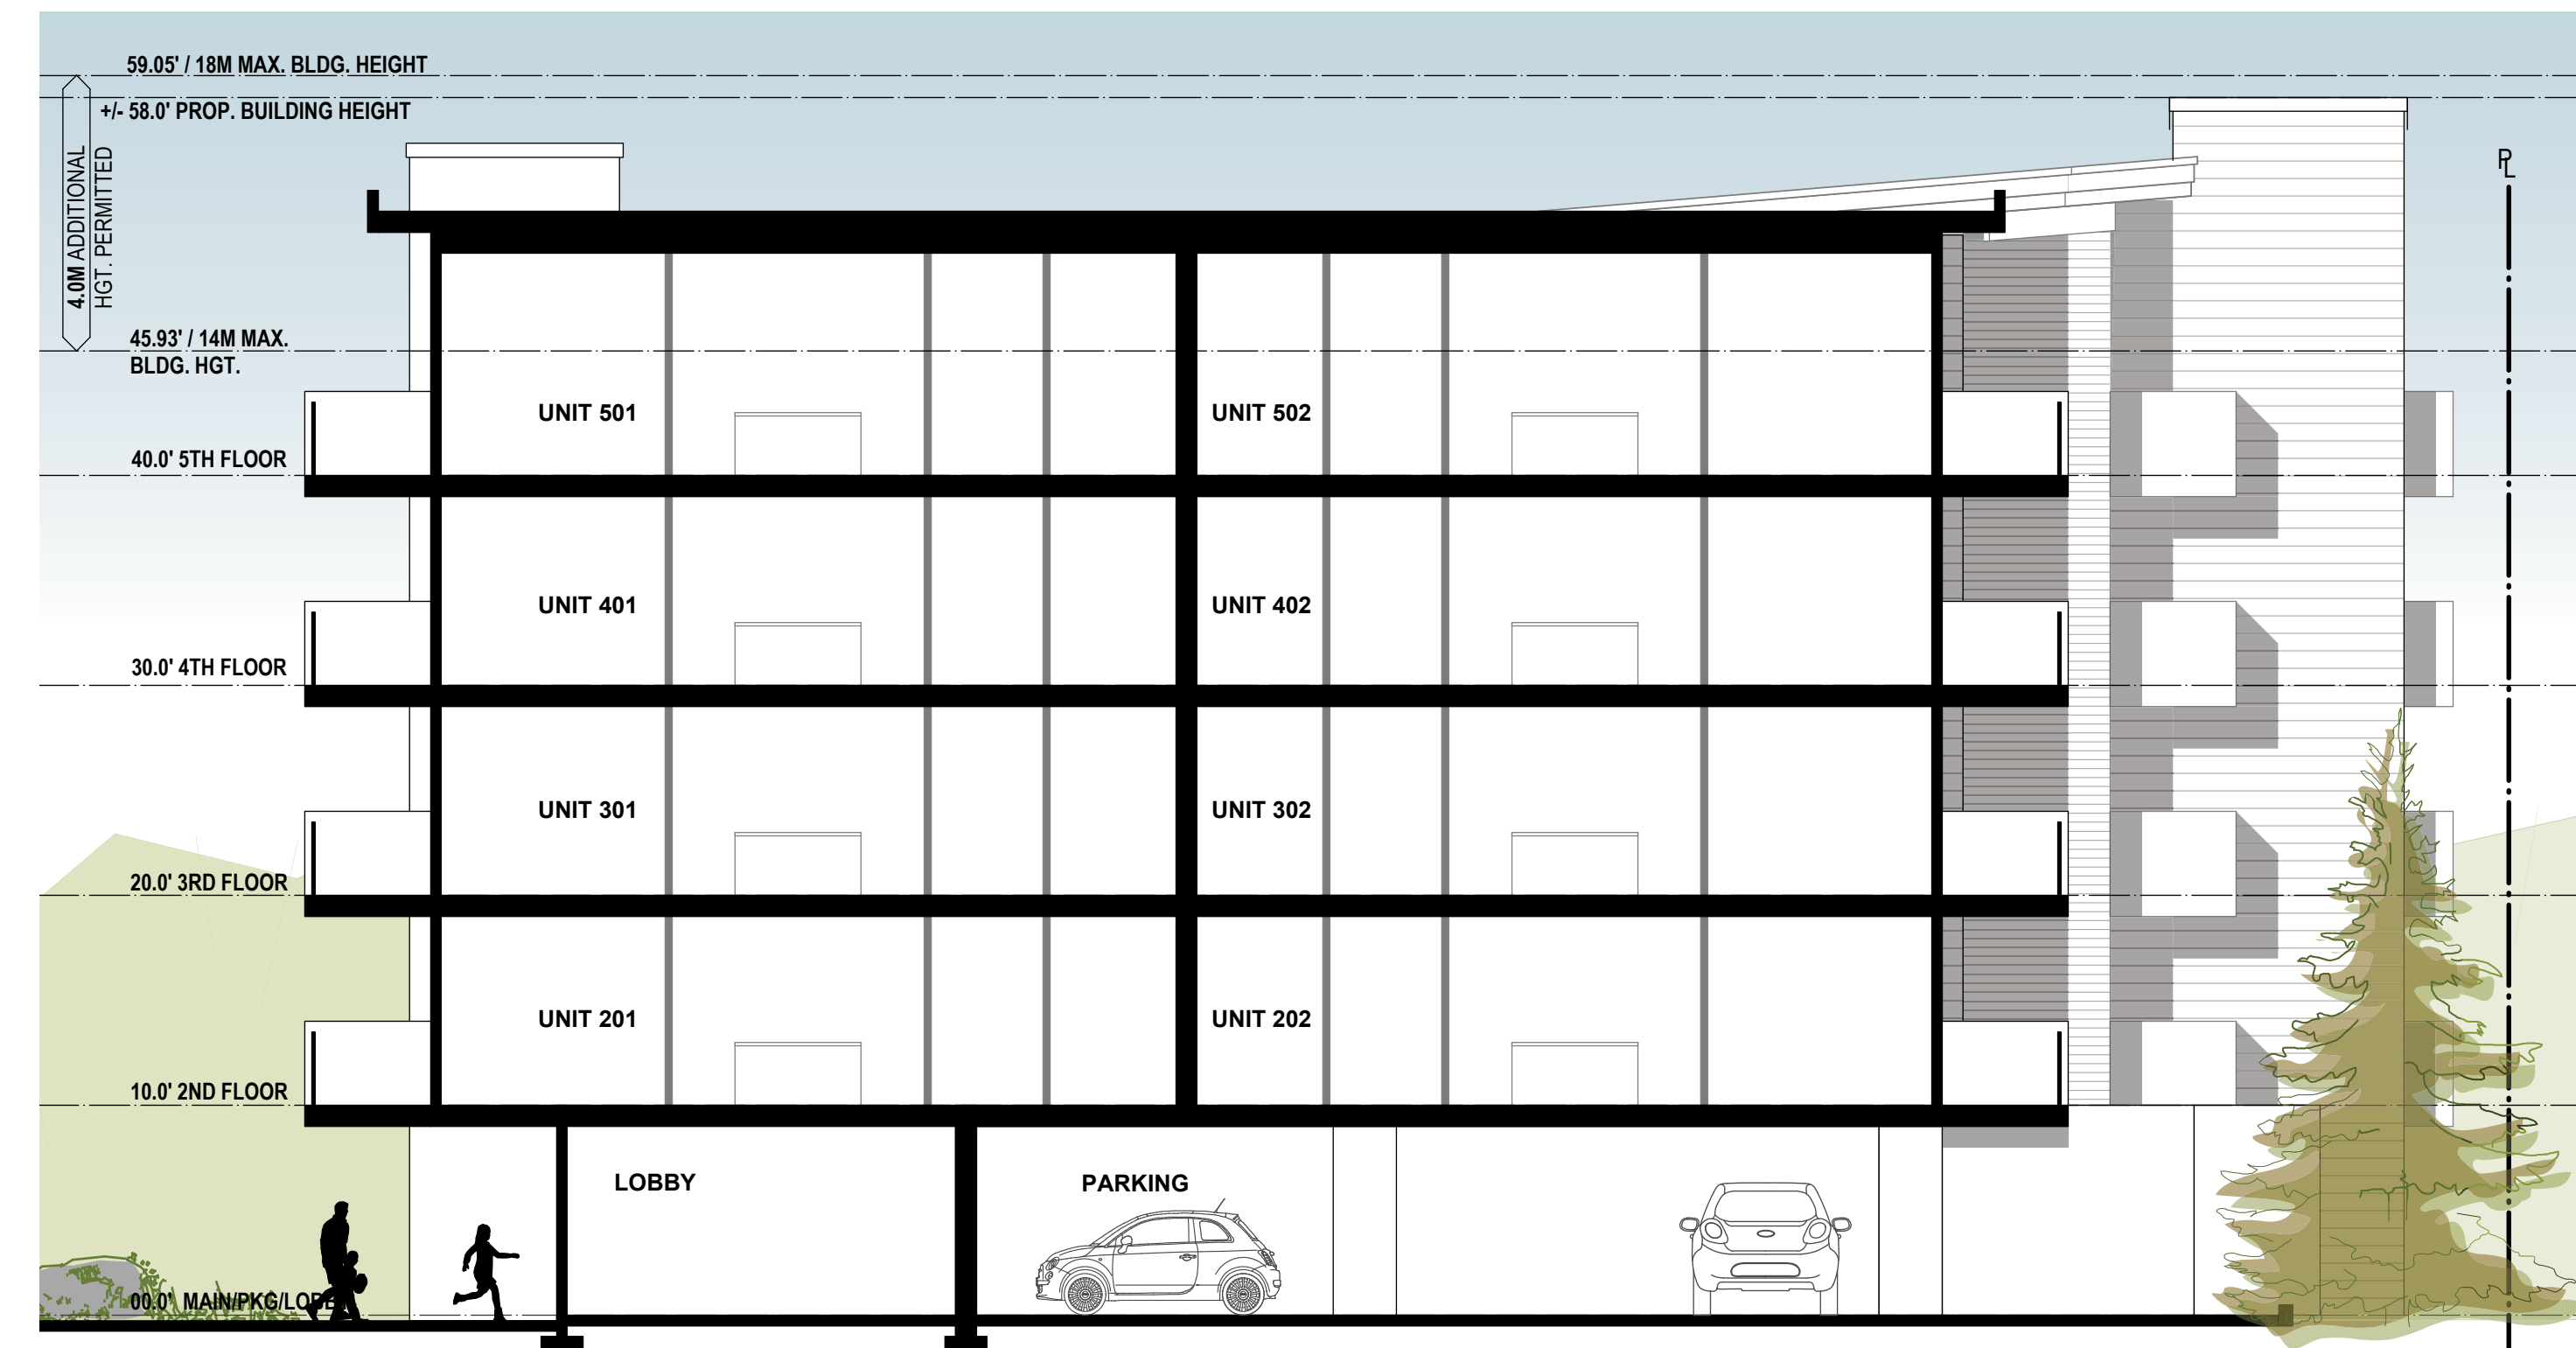 59.05' / 18M MAX. BLDG. HEIGHT
+/- 58.0' PROP. BUILDING HEIGHT
4.0M ADDITIONAL
HGT. PERMITTED
PL
45.93' / 14M MAX.
BLDG. HGT.
UNIT 501
UNIT 502
40.0' 5TH FLOOR
UNIT 401
UNIT 402
30.0' 4TH FLOOR
UNIT 301
UNIT 302
20.0' 3RD FLOOR
UNIT 201
UNIT 202
10.0' 2ND FLOOR
LOBBY
PARKING
00.0' MAIN/PKG/LOBBY